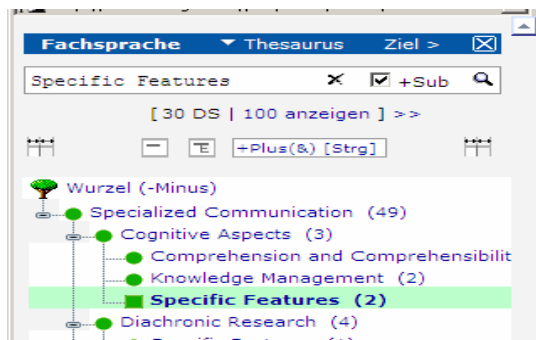 Fachsprache ▼ Thesaurus Ziel >
Specific Features +Sub
[ 30 DS | 100 anzeigen ] >>
+Plus(&) [Strg]
Wurzel (-Minus)
Specialized Communication (49)
Cognitive Aspects (3)
Comprehension and Comprehensibilit
Knowledge Management (2)
Specific Features (2)
Diachronic Research (4)